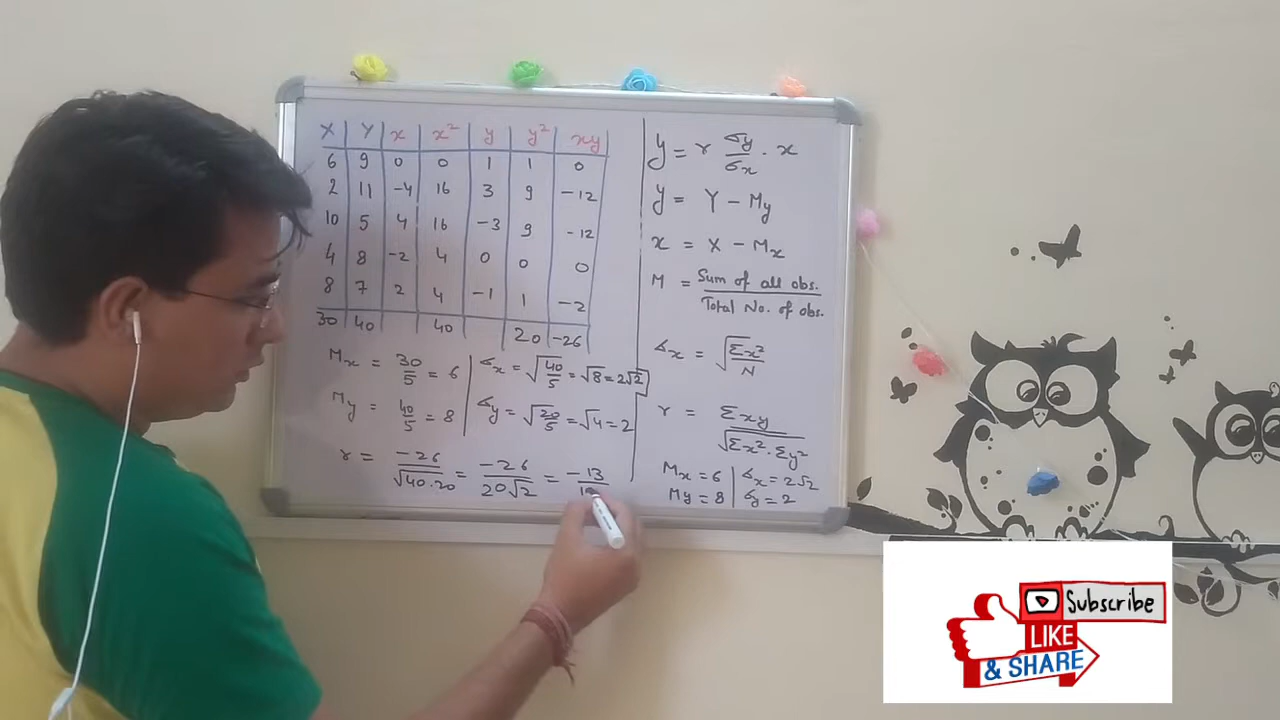 X Y x x² y y² xy
6 9 0 0 1 1 0
2 11 -4 16 3 9 -12
10 5 4 16 -3 9 -12
4 8 -2 4 0 0 0
8 7 2 4 -1 1 -2
30 40 40 20 -26
Mx = 30/5 = 6
σx = √40/5 = √8 = 2√2
My = 40/5 = 8
σy = √20/5 = √4 = 2
r = -26/√40·20 = -26/20√2 = -13/
y = r σy/σx · x
y = Y - My
x = X - Mx
M = Sum of all obs./Total No. of obs.
σx = √Σx²/N
r = Σxy/√Σx²·Σy²
Mx = 6 σx = 2√2
My = 8 σy = 2
Subscribe
LIKE
& SHARE